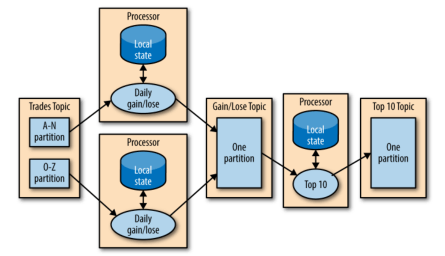 Processor
Local
state
Daily
gain/lose
Trades Topic
A-N
partition
O-Z
partition
Processor
Local
state
Daily
gain/lose
Gain/Lose Topic
One
partition
Processor
Local
state
Top 10
Top 10 Topic
One
partition